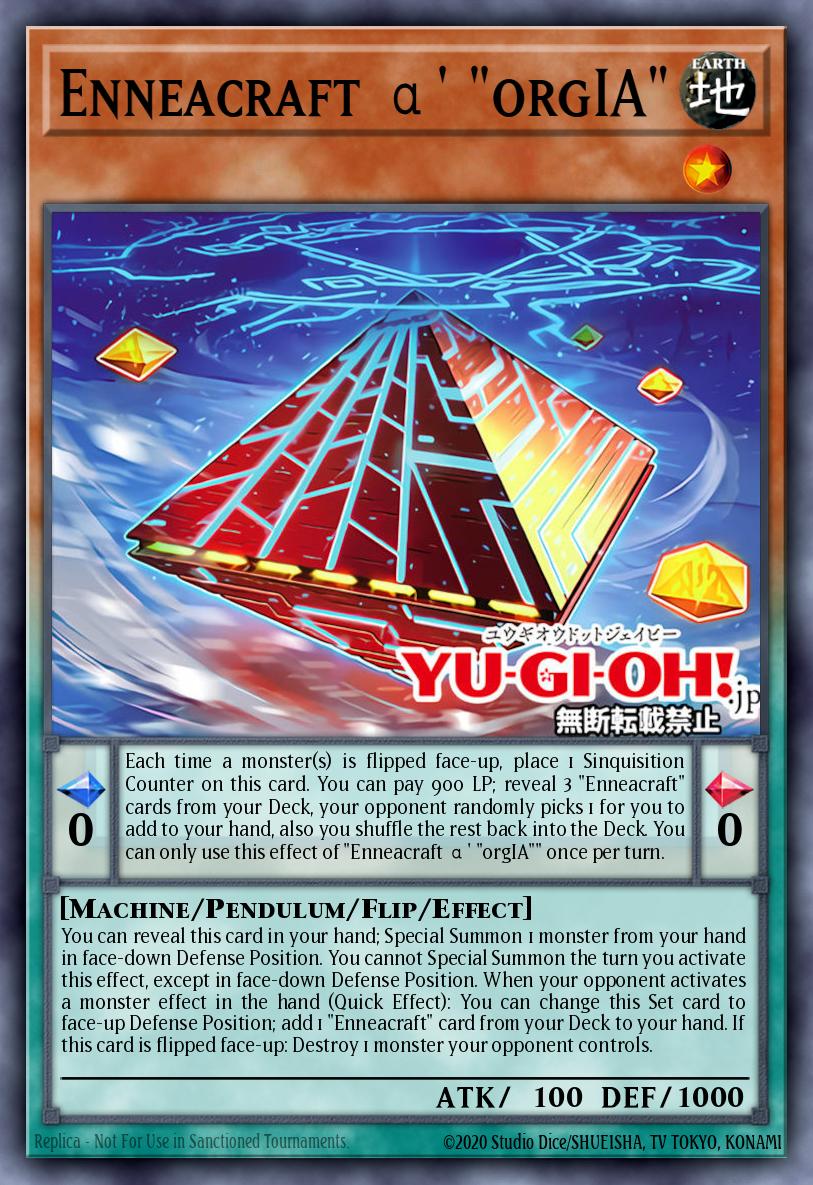 Enneacraft α' "orgIA"
EARTH
地
ユウギオウドットジェイピー
YU-GI-OH!.jp
無断転載禁止
Each time a monster(s) is flipped face-up, place 1 Sinquisition
Counter on this card. You can pay 900 LP; reveal 3 "Enneacraft"
cards from your Deck, your opponent randomly picks 1 for you to
add to your hand, also you shuffle the rest back into the Deck. You
can only use this effect of "Enneacraft α' "orgIA"" once per turn.
0
0
[Machine/Pendulum/Flip/Effect]
You can reveal this card in your hand; Special Summon 1 monster from your hand
in face-down Defense Position. You cannot Special Summon the turn you activate
this effect, except in face-down Defense Position. When your opponent activates
a monster effect in the hand (Quick Effect): You can change this Set card to
face-up Defense Position; add 1 "Enneacraft" card from your Deck to your hand. If
this card is flipped face-up: Destroy 1 monster your opponent controls.
ATK/ 100 DEF/1000
Replica - Not For Use in Sanctioned Tournaments.
©2020 Studio Dice/SHUEISHA, TV TOKYO, KONAMI